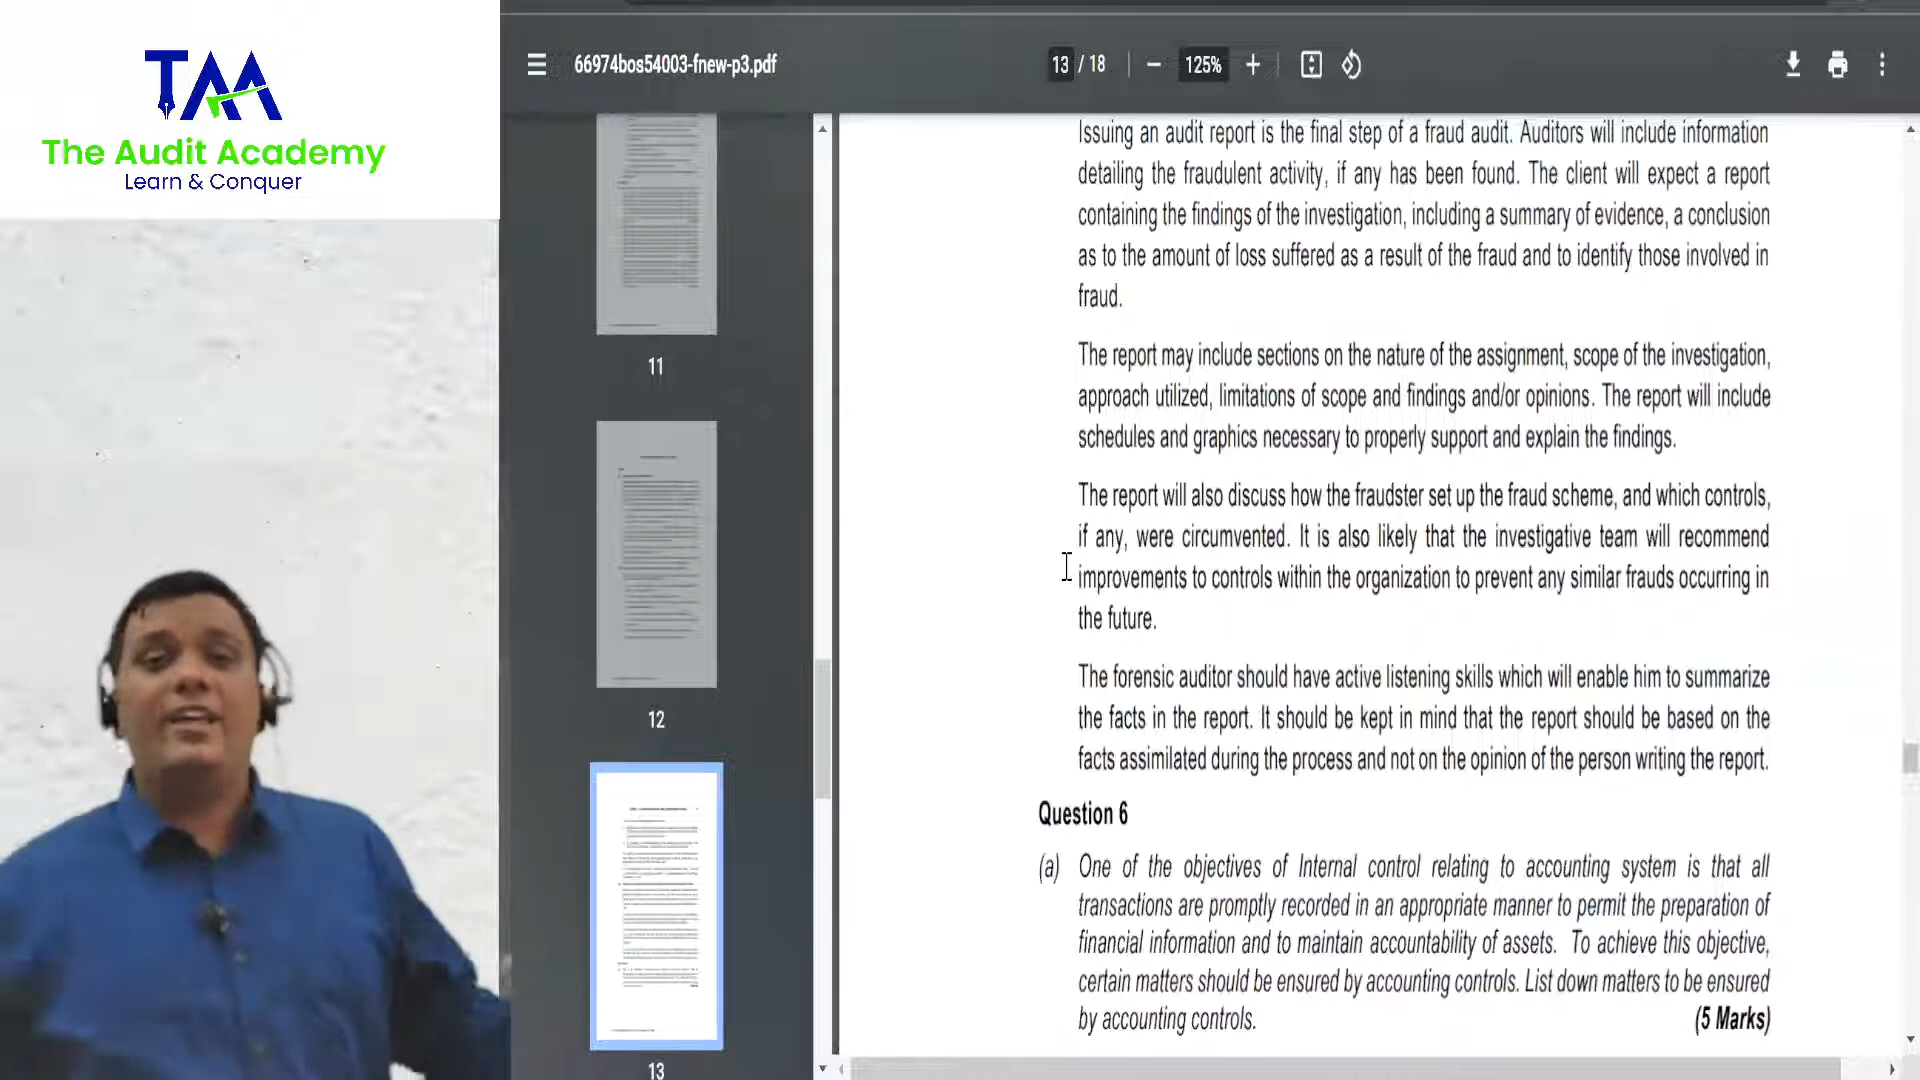 TAA
The Audit Academy
Learn & Conquer
66974bos54003-fnew-p3.pdf
13 / 18
125%
11
12
13
Issuing an audit report is the final step of a fraud audit. Auditors will include information
detailing the fraudulent activity, if any has been found. The client will expect a report
containing the findings of the investigation, including a summary of evidence, a conclusion
as to the amount of loss suffered as a result of the fraud and to identify those involved in
fraud.
The report may include sections on the nature of the assignment, scope of the investigation,
approach utilized, limitations of scope and findings and/or opinions. The report will include
schedules and graphics necessary to properly support and explain the findings.
The report will also discuss how the fraudster set up the fraud scheme, and which controls,
if any, were circumvented. It is also likely that the investigative team will recommend
improvements to controls within the organization to prevent any similar frauds occurring in
the future.
The forensic auditor should have active listening skills which will enable him to summarize
the facts in the report. It should be kept in mind that the report should be based on the
facts assimilated during the process and not on the opinion of the person writing the report.
Question 6
(a) One of the objectives of Internal control relating to accounting system is that all
transactions are promptly recorded in an appropriate manner to permit the preparation of
financial information and to maintain accountability of assets. To achieve this objective,
certain matters should be ensured by accounting controls. List down matters to be ensured
by accounting controls. (5 Marks)